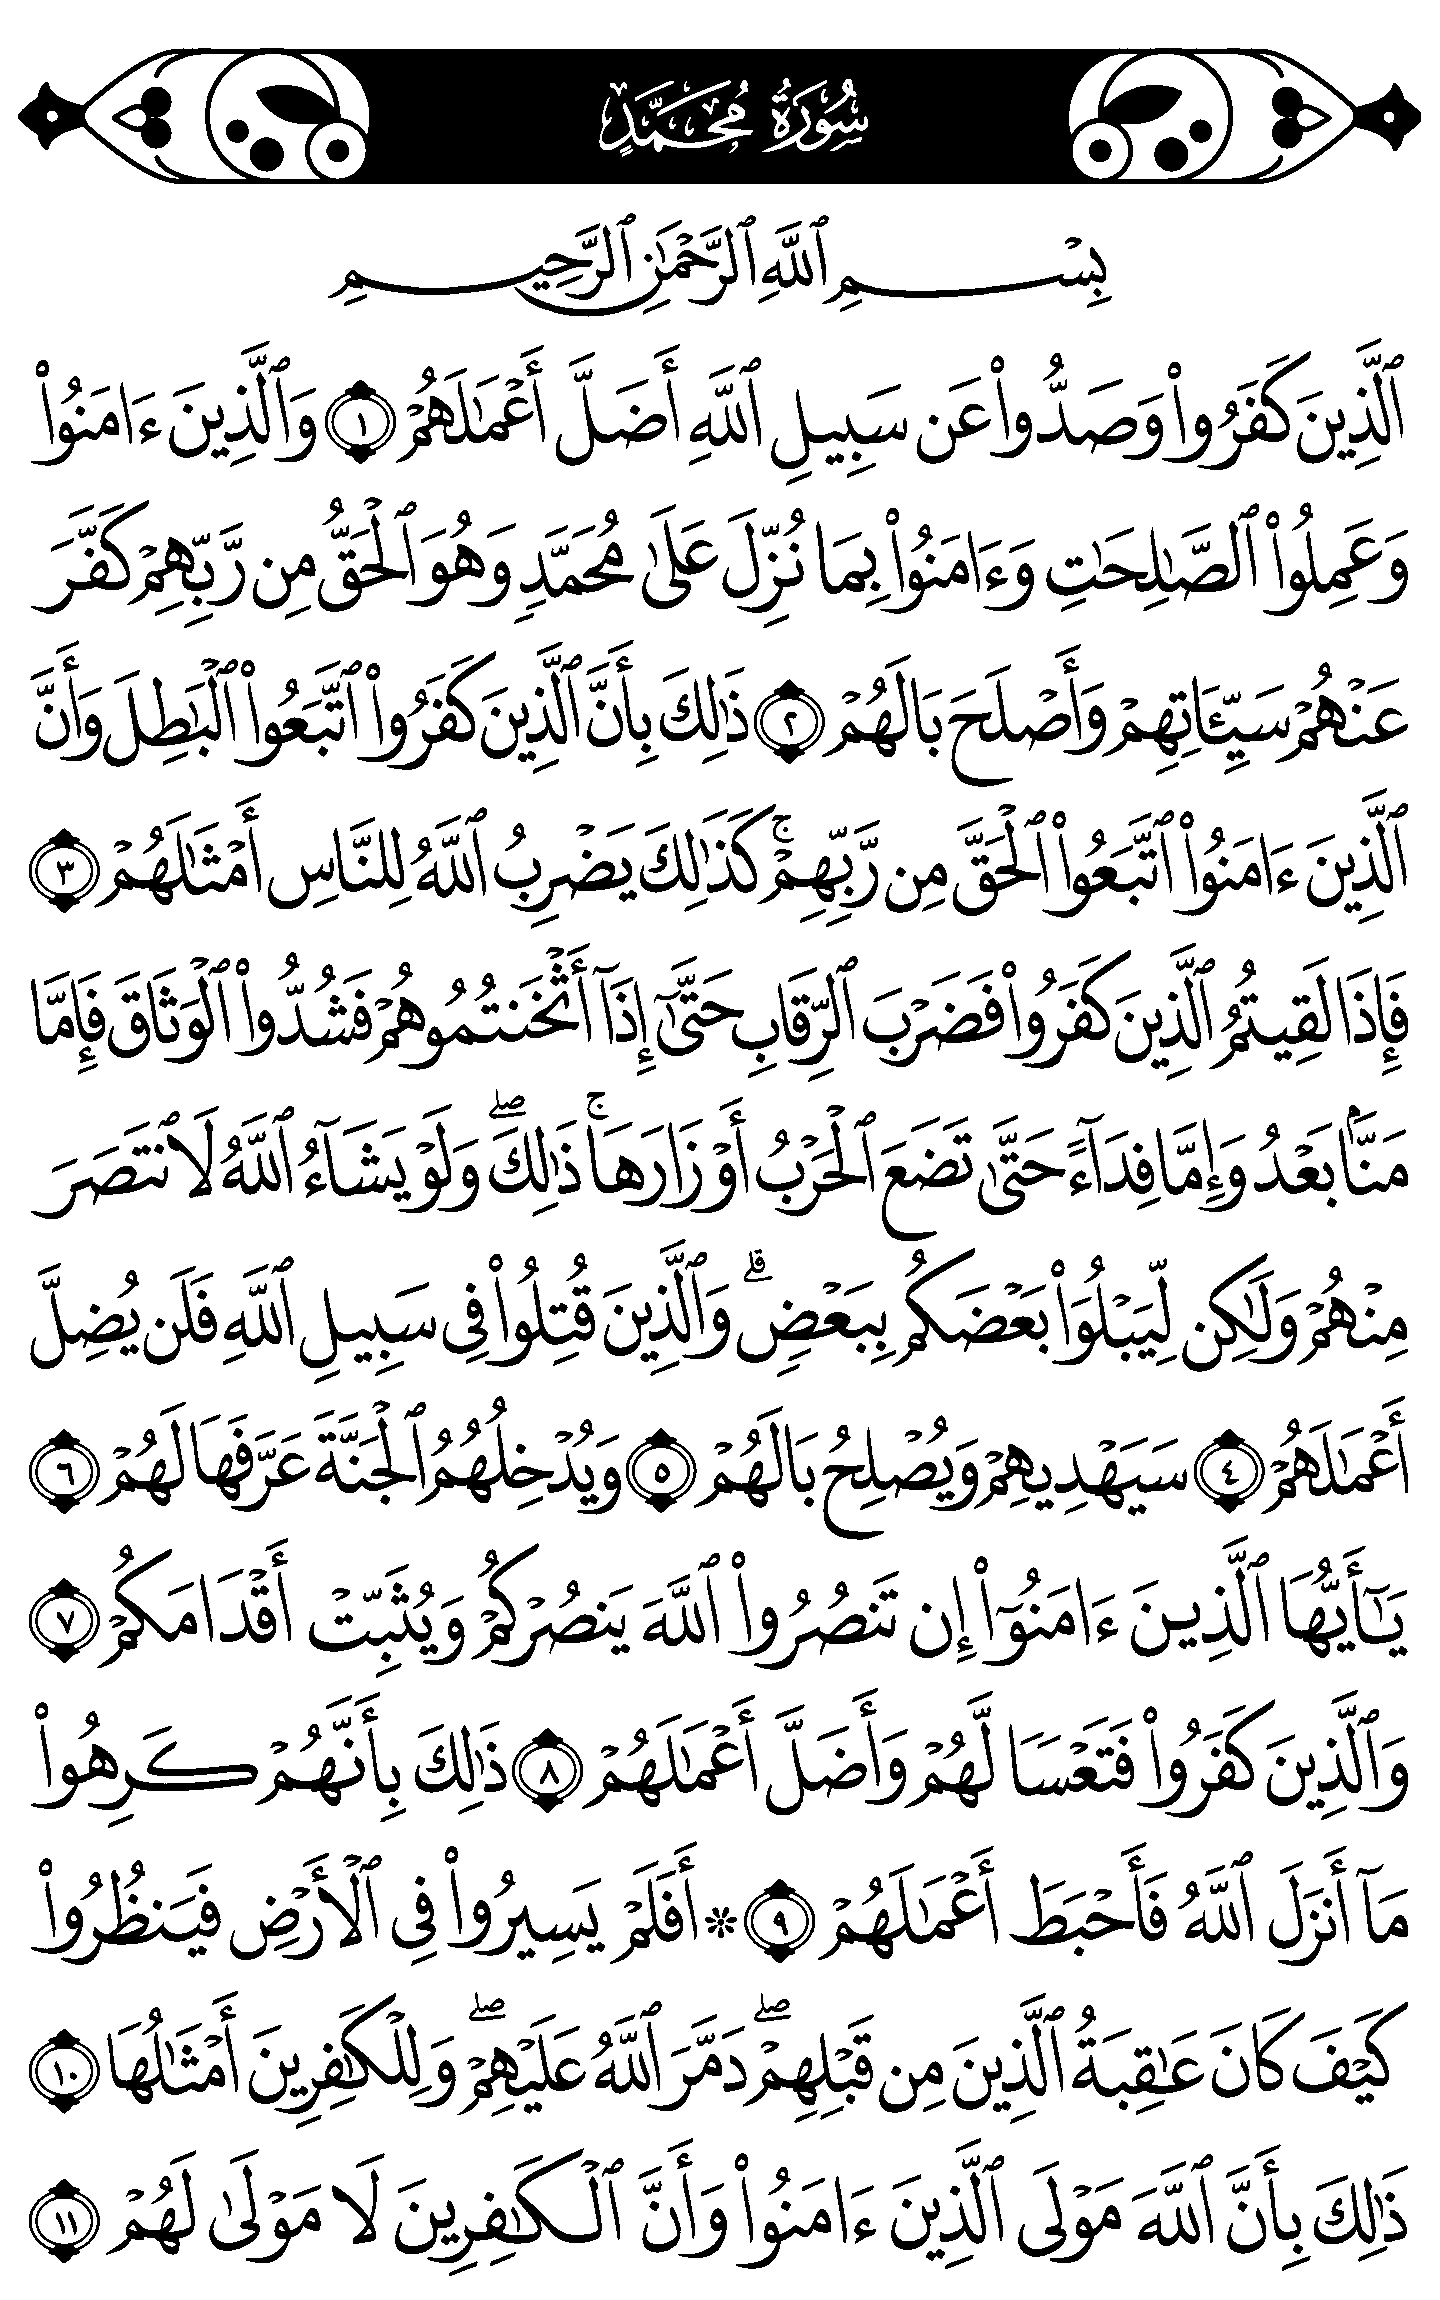 سُورَةُ مُحَمَّدٍ
بِسۡمِ ٱللَّهِ ٱلرَّحۡمَٰنِ ٱلرَّحِيمِ
ٱلَّذِينَ كَفَرُواْ وَصَدُّواْ عَن سَبِيلِ ٱللَّهِ أَضَلَّ أَعۡمَٰلَهُمۡ ١ وَٱلَّذِينَ ءَامَنُواْ
وَعَمِلُواْ ٱلصَّٰلِحَٰتِ وَءَامَنُواْ بِمَا نُزِّلَ عَلَىٰ مُحَمَّدٖ وَهُوَ ٱلۡحَقُّ مِن رَّبِّهِمۡ كَفَّرَ
عَنۡهُمۡ سَيِّـَٔاتِهِمۡ وَأَصۡلَحَ بَالَهُمۡ ٢ ذَٰلِكَ بِأَنَّ ٱلَّذِينَ كَفَرُواْ ٱتَّبَعُواْ ٱلۡبَٰطِلَ وَأَنَّ
ٱلَّذِينَ ءَامَنُواْ ٱتَّبَعُواْ ٱلۡحَقَّ مِن رَّبِّهِمۡۚ كَذَٰلِكَ يَضۡرِبُ ٱللَّهُ لِلنَّاسِ أَمۡثَٰلَهُمۡ ٣
فَإِذَا لَقِيتُمُ ٱلَّذِينَ كَفَرُواْ فَضَرۡبَ ٱلرِّقَابِ حَتَّىٰٓ إِذَآ أَثۡخَنتُمُوهُمۡ فَشُدُّواْ ٱلۡوَثَاقَ فَإِمَّا
مَنَّۢا بَعۡدُ وَإِمَّا فِدَآءً حَتَّىٰ تَضَعَ ٱلۡحَرۡبُ أَوۡزَارَهَاۚ ذَٰلِكَۖ وَلَوۡ يَشَآءُ ٱللَّهُ لَٱنتَصَرَ
مِنۡهُمۡ وَلَٰكِن لِّيَبۡلُوَاْ بَعۡضَكُم بِبَعۡضٖۗ وَٱلَّذِينَ قُتِلُواْ فِي سَبِيلِ ٱللَّهِ فَلَن يُضِلَّ
أَعۡمَٰلَهُمۡ ٤ سَيَهۡدِيهِمۡ وَيُصۡلِحُ بَالَهُمۡ ٥ وَيُدۡخِلُهُمُ ٱلۡجَنَّةَ عَرَّفَهَا لَهُمۡ ٦
يَٰٓأَيُّهَا ٱلَّذِينَ ءَامَنُوٓاْ إِن تَنصُرُواْ ٱللَّهَ يَنصُرۡكُمۡ وَيُثَبِّتۡ أَقۡدَامَكُمۡ ٧
وَٱلَّذِينَ كَفَرُواْ فَتَعۡسٗا لَّهُمۡ وَأَضَلَّ أَعۡمَٰلَهُمۡ ٨ ذَٰلِكَ بِأَنَّهُمۡ كَرِهُواْ
مَآ أَنزَلَ ٱللَّهُ فَأَحۡبَطَ أَعۡمَٰلَهُمۡ ٩ ۞ أَفَلَمۡ يَسِيرُواْ فِي ٱلۡأَرۡضِ فَيَنظُرُواْ
كَيۡفَ كَانَ عَٰقِبَةُ ٱلَّذِينَ مِن قَبۡلِهِمۡۖ دَمَّرَ ٱللَّهُ عَلَيۡهِمۡۖ وَلِلۡكَٰفِرِينَ أَمۡثَٰلُهَا ١٠
ذَٰلِكَ بِأَنَّ ٱللَّهَ مَوۡلَى ٱلَّذِينَ ءَامَنُواْ وَأَنَّ ٱلۡكَٰفِرِينَ لَا مَوۡلَىٰ لَهُمۡ ١١